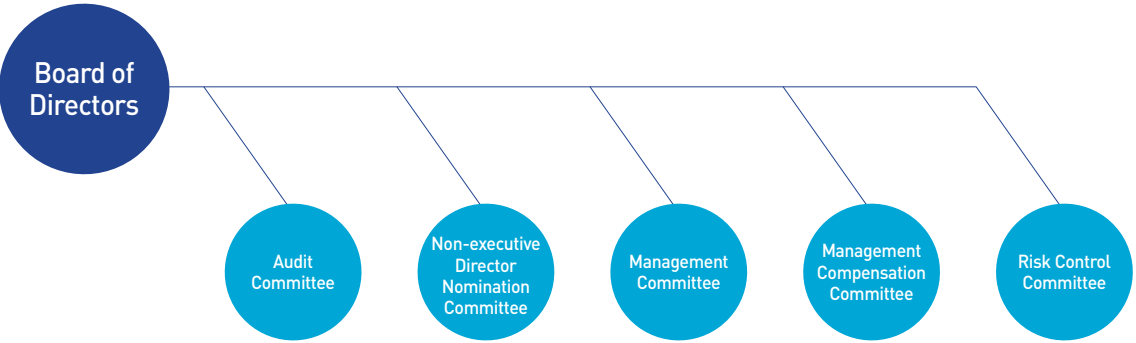 Board of
Directors
Audit
Committee
Non-executive
Director
Nomination
Committee
Management
Committee
Management
Compensation
Committee
Risk Control
Committee